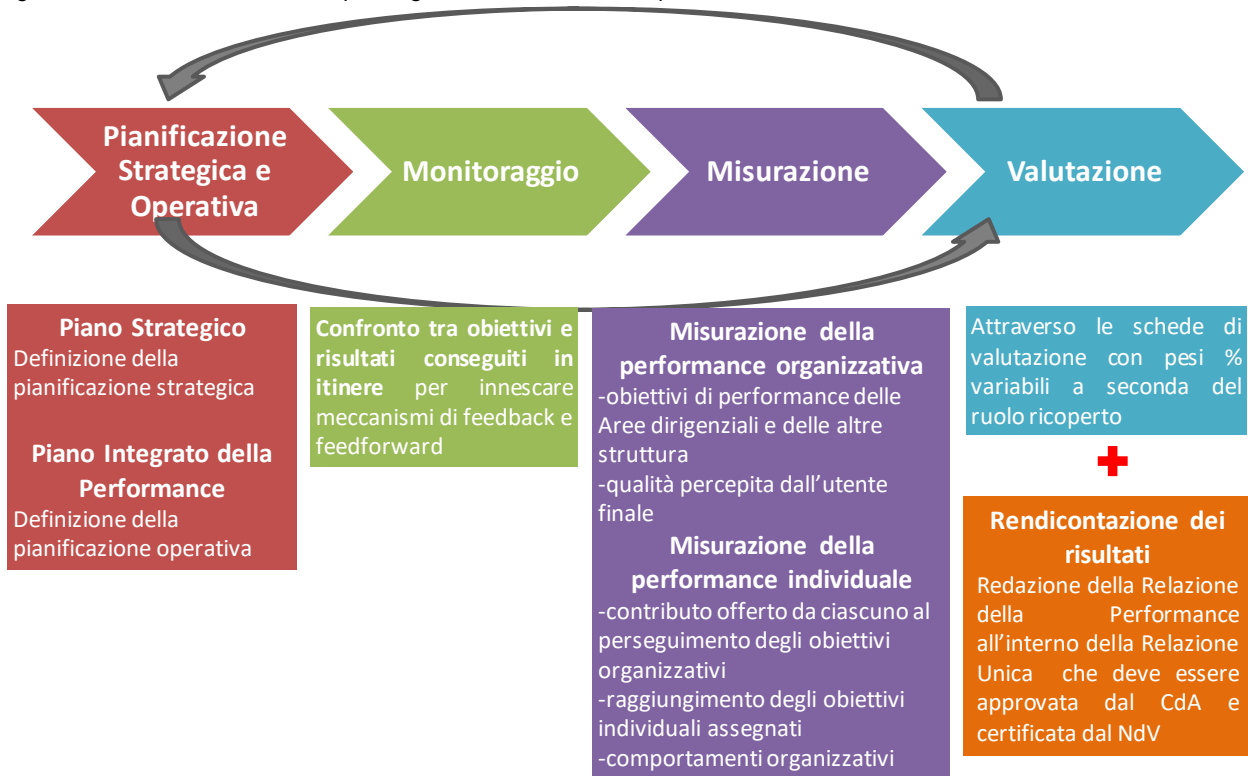 Pianificazione
Strategica e
Operativa
Monitoraggio
Misurazione
Valutazione
Piano Strategico
Definizione della
pianificazione strategica
Piano Integrato della
Performance
Definizione della
pianificazione operativa
Confronto tra obiettivi e
risultati conseguiti in
itinere per innescare
meccanismi di feedback e
feedforward
Misurazione della
performance organizzativa
-obiettivi di performance delle
Aree dirigenziali e delle altre
struttura
-qualità percepita dall’utente
finale
Misurazione della
performance individuale
-contributo offerto da ciascuno al
perseguimento degli obiettivi
organizzativi
-raggiungimento degli obiettivi
individuali assegnati
-comportamenti organizzativi
Attraverso le schede di
valutazione con pesi %
variabili a seconda del
ruolo ricoperto
Rendicontazione dei
risultati
Redazione della Relazione
della Performance
all’interno della Relazione
Unica che deve essere
approvata dal CdA e
certificata dal NdV